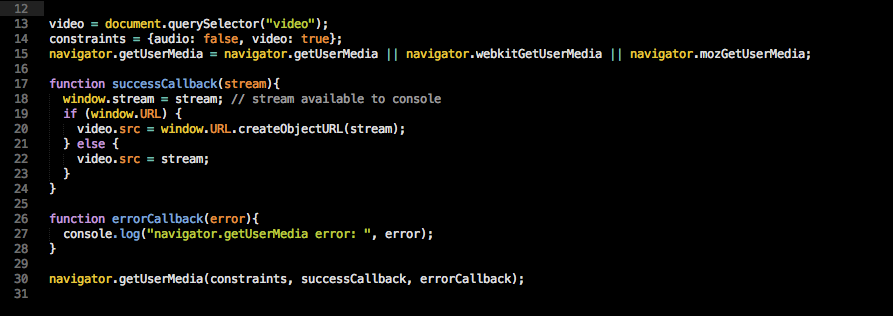 12
13 video = document.querySelector("video");
14 constraints = {audio: false, video: true};
15 navigator.getUserMedia = navigator.getUserMedia || navigator.webkitGetUserMedia || navigator.mozGetUserMedia;
16
17 function successCallback(stream){
18   window.stream = stream; // stream available to console
19   if (window.URL) {
20     video.src = window.URL.createObjectURL(stream);
21   } else {
22     video.src = stream;
23   }
24 }
25
26 function errorCallback(error){
27   console.log("navigator.getUserMedia error: ", error);
28 }
29
30 navigator.getUserMedia(constraints, successCallback, errorCallback);
31